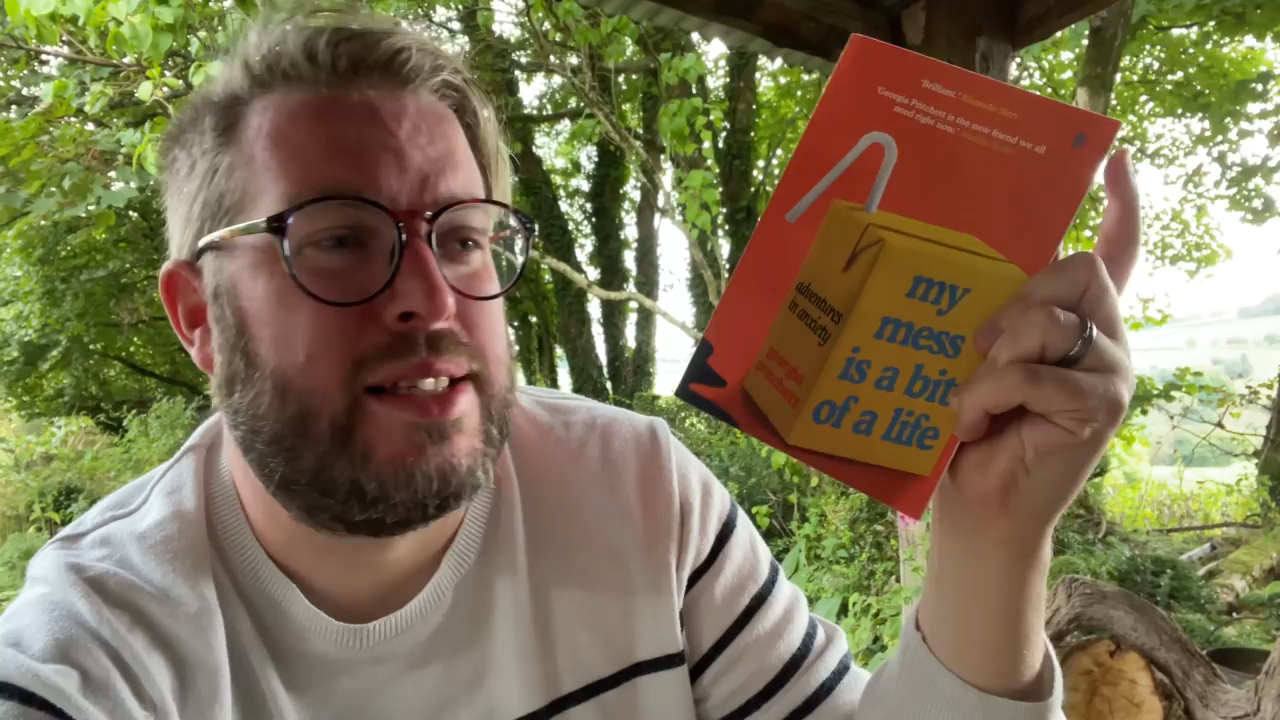 'Brilliant.'
'Georgia Pritchett is the new friend we all
need right now.'
adventures
in anxiety
georgia
pritchett
my
mess
is a bit
of a life